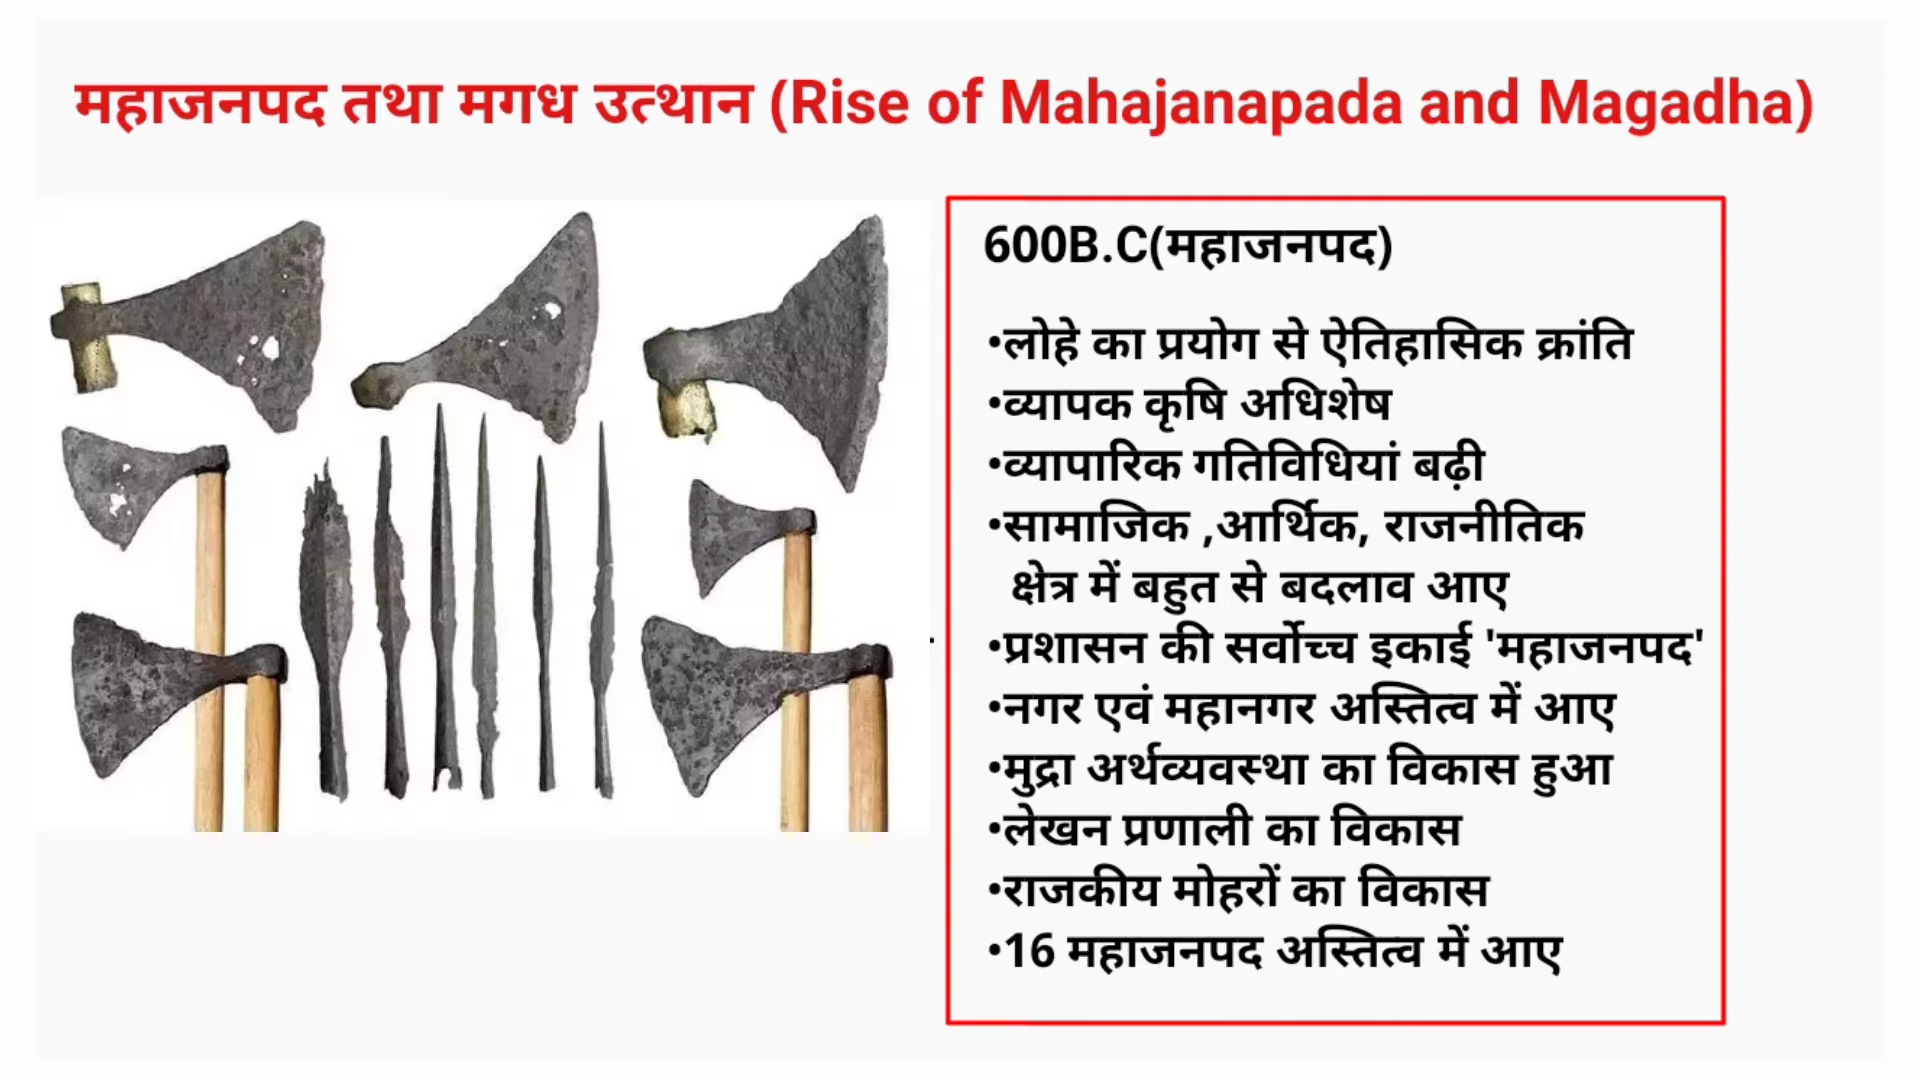 महाजनपद तथा मगध उत्थान (Rise of Mahajanapada and Magadha)
600B.C(महाजनपद)
•लोहे का प्रयोग से ऐतिहासिक क्रांति
•व्यापक कृषि अधिशेष
•व्यापारिक गतिविधियां बढ़ी
•सामाजिक ,आर्थिक, राजनीतिक
क्षेत्र में बहुत से बदलाव आए
•प्रशासन की सर्वोच्च इकाई 'महाजनपद'
•नगर एवं महानगर अस्तित्व में आए
•मुद्रा अर्थव्यवस्था का विकास हुआ
•लेखन प्रणाली का विकास
•राजकीय मोहरों का विकास
•16 महाजनपद अस्तित्व में आए